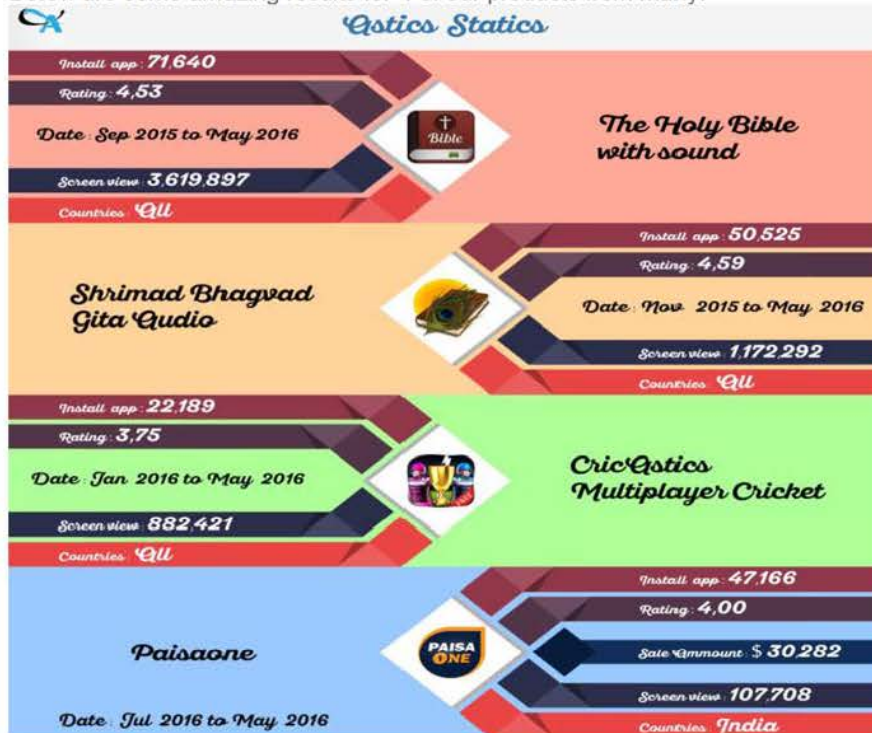 Astics Statics
Install app : 71,640
Rating : 4,53
Date : Sep 2015 to May 2016
Screen view : 3,619,897
Countries : All
Bible
The Holy Bible
with sound
Shrimad Bhagvad
Gita Audio
Install app : 50,525
Rating : 4,59
Date : Nov 2015 to May 2016
Screen view : 1,172,292
Countries : All
Install app : 22,189
Rating : 3,75
Date : Jan 2016 to May 2016
Screen view : 882,421
Countries : All
CricAstics
Multiplayer Cricket
Paisaone
Date : Jul 2016 to May 2016
PAISA
ONE
Install app : 47,166
Rating : 4,00
Sale Ammount : $ 30,282
Screen view : 107,708
Countries : India